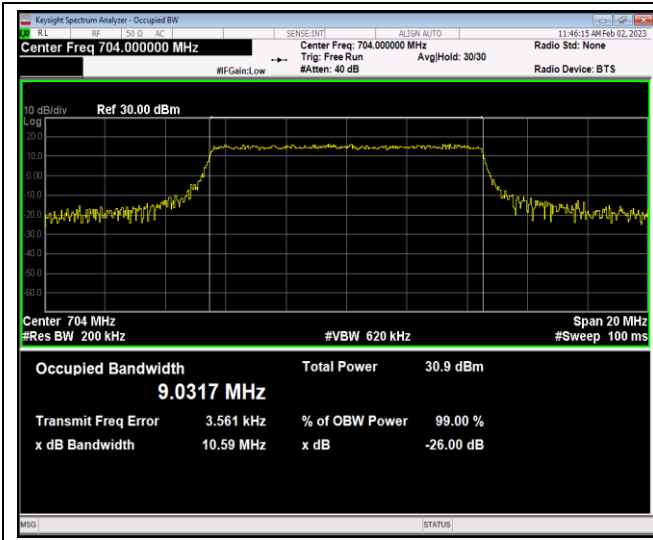 Keysight Spectrum Analyzer - Occupied BW
RL RF 50 Ω AC SENSE:INT ALIGN AUTO 11:46:15 AM Feb 02, 2023
Center Freq 704.000000 MHz Center Freq: 704.000000 MHz Radio Std: None
Trig: Free Run Avg|Hold: 30/30
#IFGain:Low #Atten: 40 dB Radio Device: BTS
10 dB/div Ref 30.00 dBm
Log
20.0
10.0
0.00
-10.0
-20.0
-30.0
-40.0
-50.0
-60.0
Center 704 MHz Span 20 MHz
#Res BW 200 kHz #VBW 620 kHz #Sweep 100 ms
Occupied Bandwidth Total Power 30.9 dBm
9.0317 MHz
Transmit Freq Error 3.561 kHz % of OBW Power 99.00 %
x dB Bandwidth 10.59 MHz x dB -26.00 dB
MSG STATUS